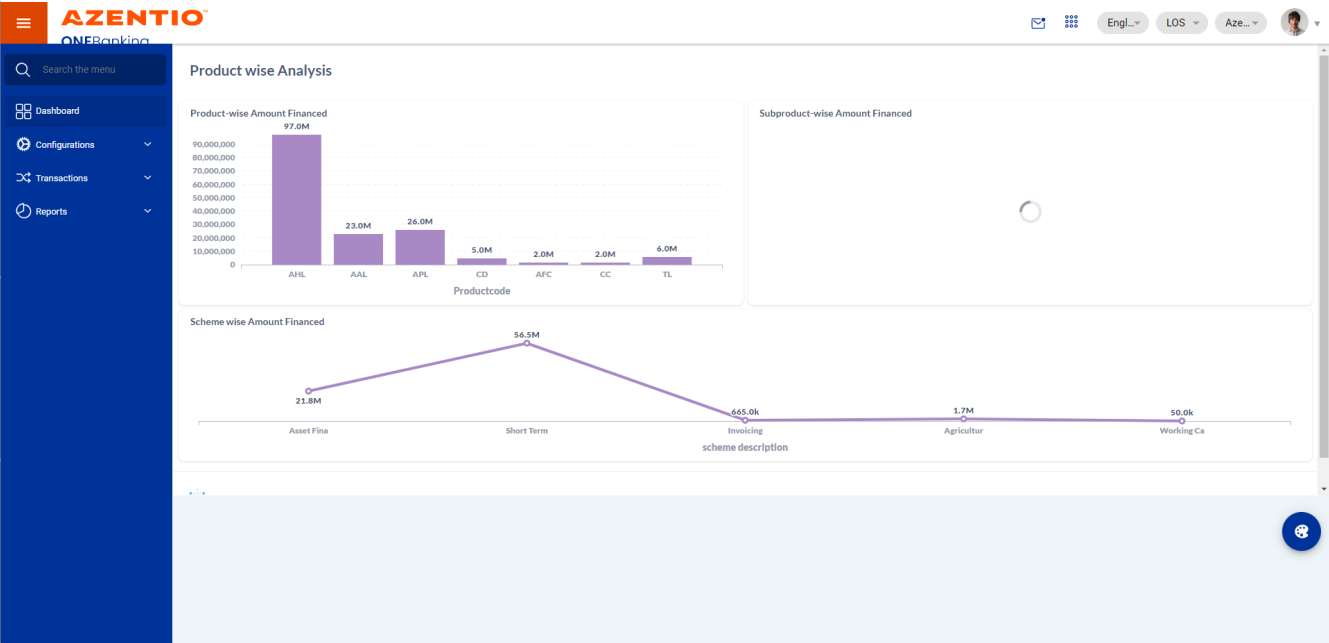 AZENTIO™
ONEBanking
Engl...
LOS
Aze...
Search the menu
Dashboard
Configurations
Transactions
Reports
Product wise Analysis
Product-wise Amount Financed
97.0M
90,000,000
80,000,000
70,000,000
60,000,000
50,000,000
40,000,000
30,000,000
20,000,000
10,000,000
0
23.0M
26.0M
5.0M
2.0M
2.0M
6.0M
AHL AAL APL CD AFC CC TL
Productcode
Subproduct-wise Amount Financed
Scheme wise Amount Financed
56.5M
21.8M
665.0k
1.7M
50.0k
Asset Fina Short Term Invoicing Agricultur Working Ca
scheme description